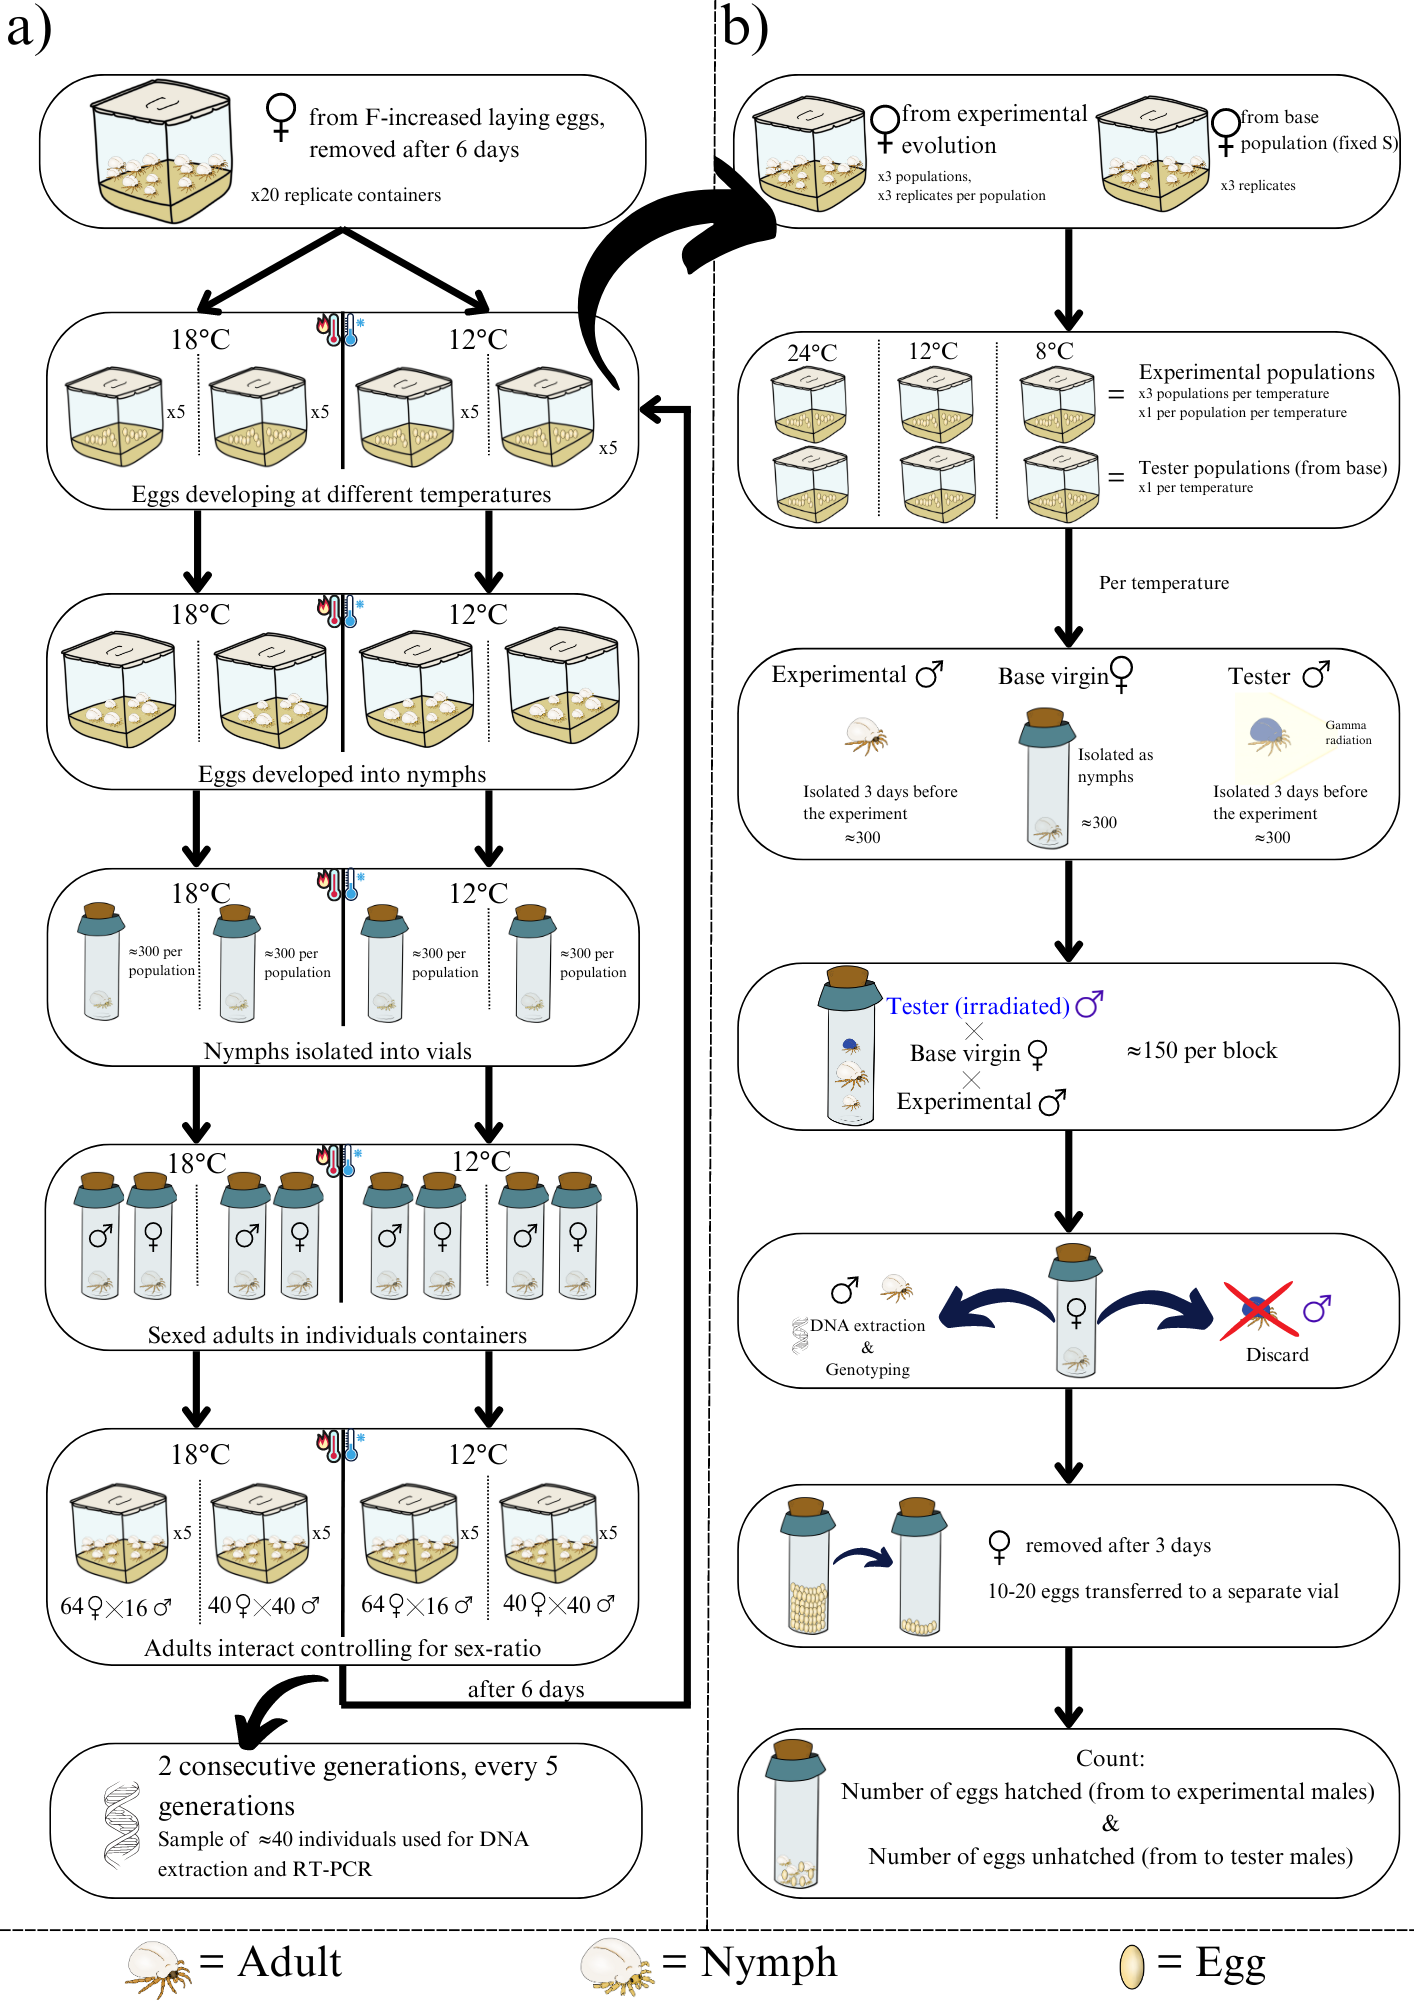 a)
♀ from F-increased laying eggs,
removed after 6 days
x20 replicate containers
18°C
12°C
x5
x5
x5
x5
Eggs developing at different temperatures
18°C
12°C
Eggs developed into nymphs
18°C
12°C
≈300 per
population
≈300 per
population
≈300 per
population
≈300 per
population
Nymphs isolated into vials
18°C
12°C
♂ ♀ ♂ ♀ ♂ ♀ ♂ ♀
Sexed adults in individuals containers
18°C
12°C
x5
x5
x5
x5
64♀×16♂
40♀×40♂
64♀×16♂
40♀×40♂
Adults interact controlling for sex-ratio
after 6 days
2 consecutive generations, every 5
generations
Sample of ≈40 individuals used for DNA
extraction and RT-PCR
b)
♀ from experimental
evolution
x3 populations,
x3 replicates per population
♀ from base
population (fixed S)
x3 replicates
24°C
12°C
8°C
= Experimental populations
x3 populations per temperature
x1 per population per temperature
= Tester populations (from base)
x1 per temperature
Per temperature
Experimental ♂
Isolated 3 days before
the experiment
≈300
Base virgin ♀
Isolated as
nymphs
≈300
Tester ♂
Gamma
radiation
Isolated 3 days before
the experiment
≈300
Tester (irradiated) ♂
×
Base virgin ♀
×
Experimental ♂
≈150 per block
♂
DNA extraction
&
Genotyping
♀
♂
Discard
♀ removed after 3 days
10-20 eggs transferred to a separate vial
Count:
Number of eggs hatched (from to experimental males)
&
Number of eggs unhatched (from to tester males)
= Adult
= Nymph
= Egg